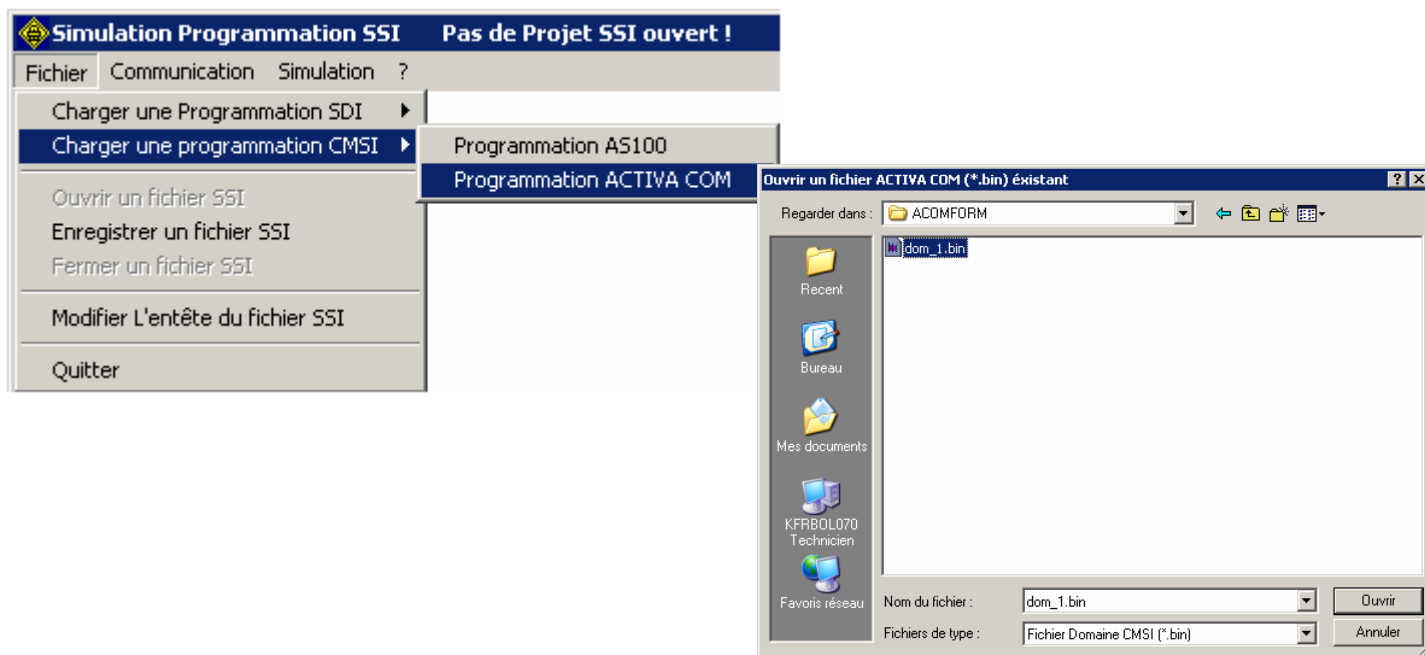 Simulation Programmation SSI Pas de Projet SSI ouvert !
Fichier Communication Simulation ?
Charger une Programmation SDI
Charger une programmation CMSI
Programmation AS100
Programmation ACTIVA COM
Ouvrir un fichier SSI
Enregistrer un fichier SSI
Fermer un fichier SSI
Modifier L'entête du fichier SSI
Quitter
Ouvrir un fichier ACTIVA COM (*.bin) éxistant
Regarder dans : ACOMFORM
dom_1.bin
Recent
Bureau
Mes documents
KFRBOL070
Technicien
Favoris réseau
Nom du fichier : dom_1.bin Ouvrir
Fichiers de type : Fichier Domaine CMSI (*.bin) Annuler